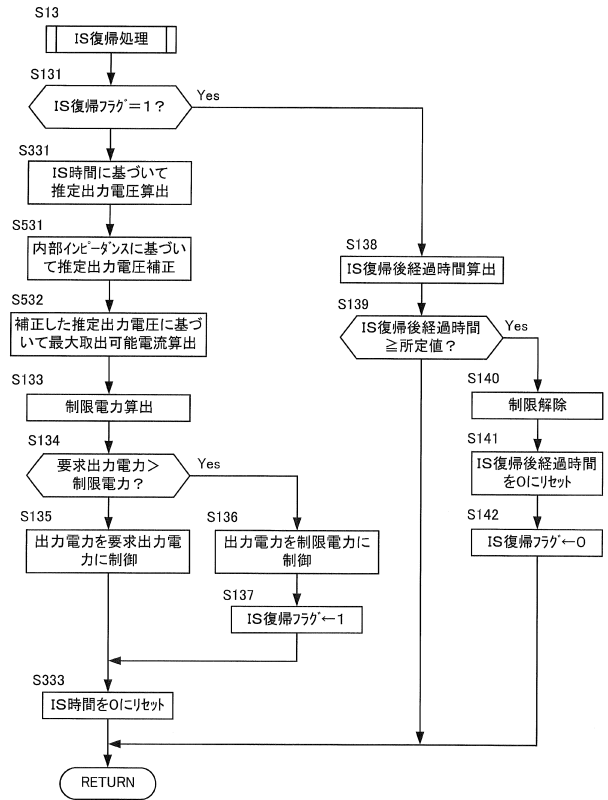 S13
IS復帰処理
S131
IS復帰フラグ=1?
Yes
S331
IS時間に基づいて
推定出力電圧算出
S531
内部インピーダンスに基づい
て推定出力電圧補正
S532
補正した推定出力電圧に基づ
いて最大取出可能電流算出
S133
制限電力算出
S134
要求出力電力>
制限電力?
Yes
S135
出力電力を要求出力電
力に制御
S136
出力電力を制限電力に
制御
S137
IS復帰フラグ←1
S333
IS時間を0にリセット
RETURN
S138
IS復帰後経過時間算出
S139
IS復帰後経過時間
≧所定値?
Yes
S140
制限解除
S141
IS復帰後経過時間
を0にリセット
S142
IS復帰フラグ←0